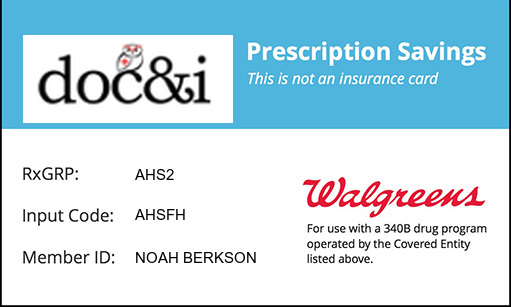 doc&i
Prescription Savings
This is not an insurance card
RxGRP: AHS2
Input Code: AHSFH
Member ID: NOAH BERKSON
Walgreens
For use with a 340B drug program
operated by the Covered Entity
listed above.